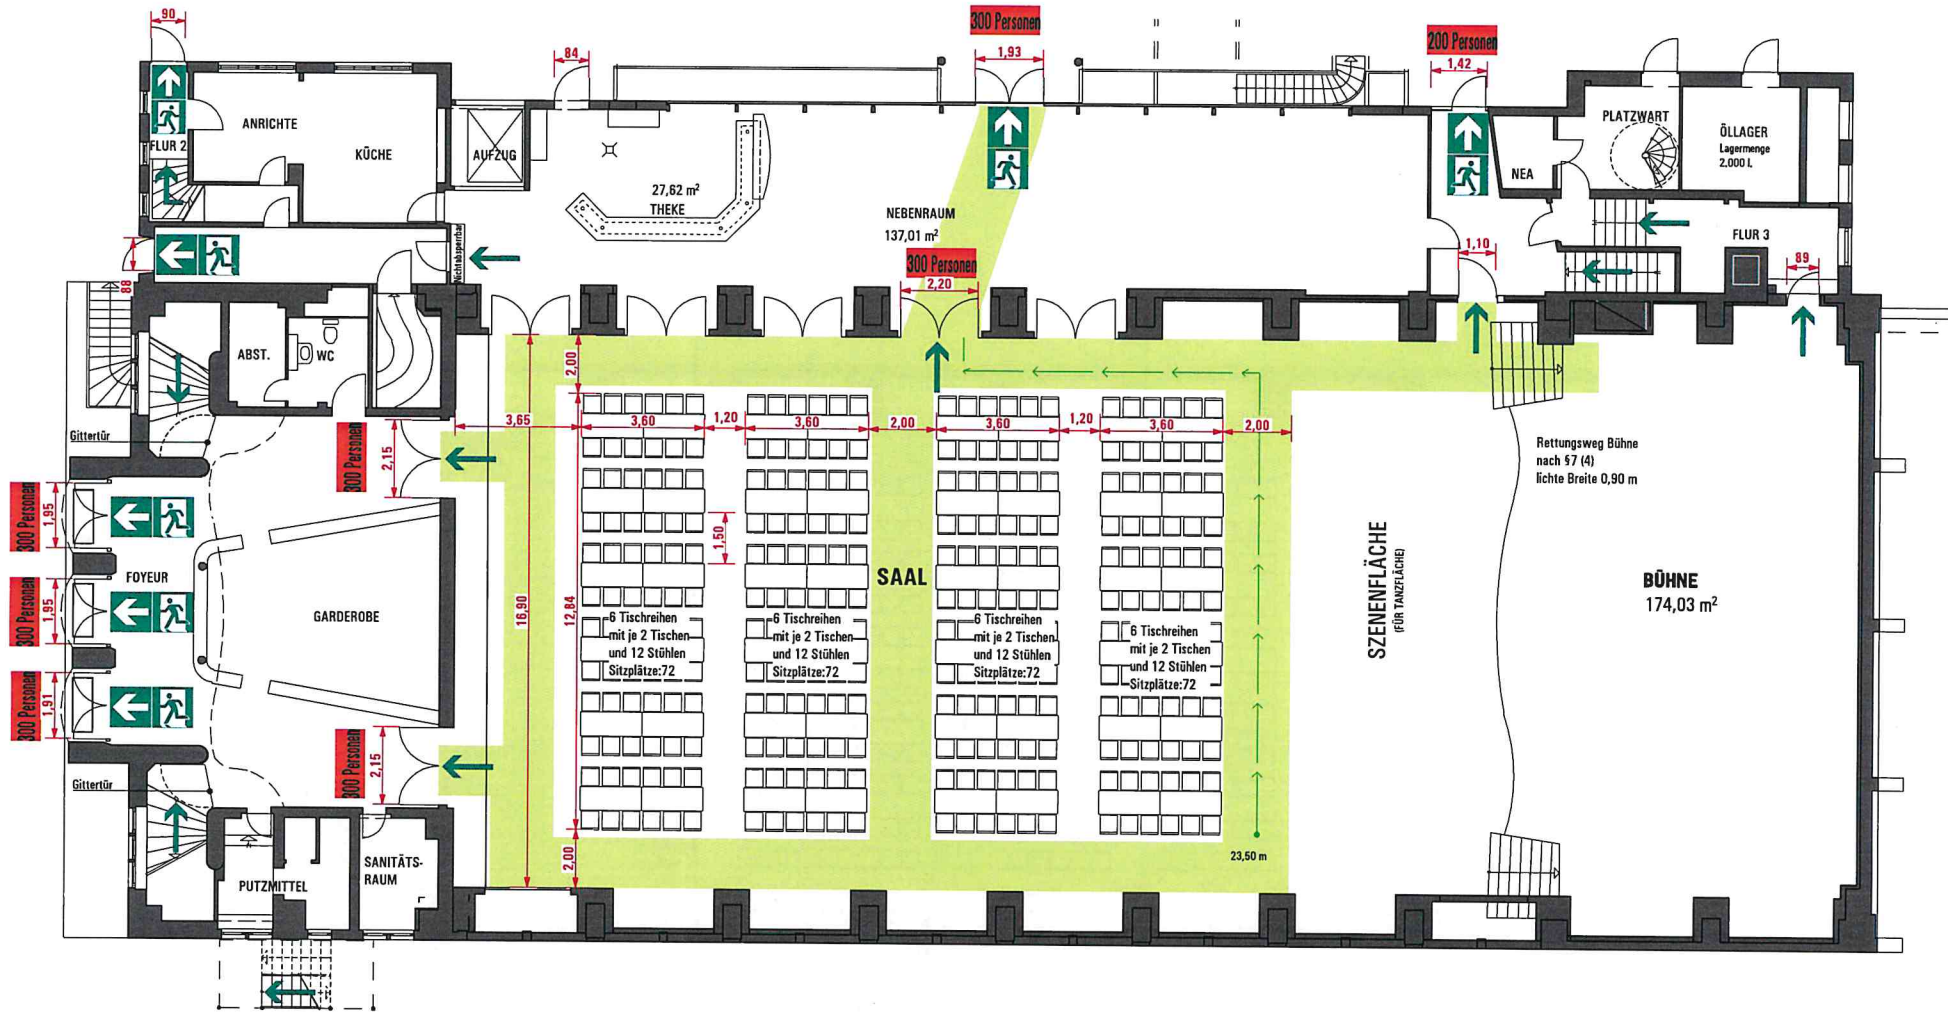 90
300 Personen
1,93
84
200 Personen
1,42
ANRICHTE
FLUR 2
KÜCHE
AUFZUG
27,62 m²
THEKE
NEBENRAUM
137,01 m²
PLATZWART
ÖLLAGER
Lagermenge
2.000 l.
NEA
FLUR 3
Nichtabsperrbar
88
300 Personen
2,20
1,10
89
ABST.
WC
Gittertür
2,00
3,65
3,60
1,20
3,60
2,00
3,60
1,20
3,60
2,00
300 Personen
2,15
Rettungsweg Bühne
nach §7 (4)
lichte Breite 0,90 m
300 Personen
1,95
1,50
FOYEUR
SAAL
SZENENFLÄCHE
(FÜR TANZFLÄCHE)
BÜHNE
174,03 m²
300 Personen
1,95
GARDEROBE
16,90
12,84
6 Tischreihen
mit je 2 Tischen
und 12 Stühlen
Sitzplätze:72
6 Tischreihen
mit je 2 Tischen
und 12 Stühlen
Sitzplätze:72
6 Tischreihen
mit je 2 Tischen
und 12 Stühlen
Sitzplätze:72
6 Tischreihen
mit je 2 Tischen
und 12 Stühlen
Sitzplätze:72
300 Personen
1,91
300 Personen
2,15
Gittertür
2,00
23,50 m
PUTZMITTEL
SANITÄTS-
RAUM